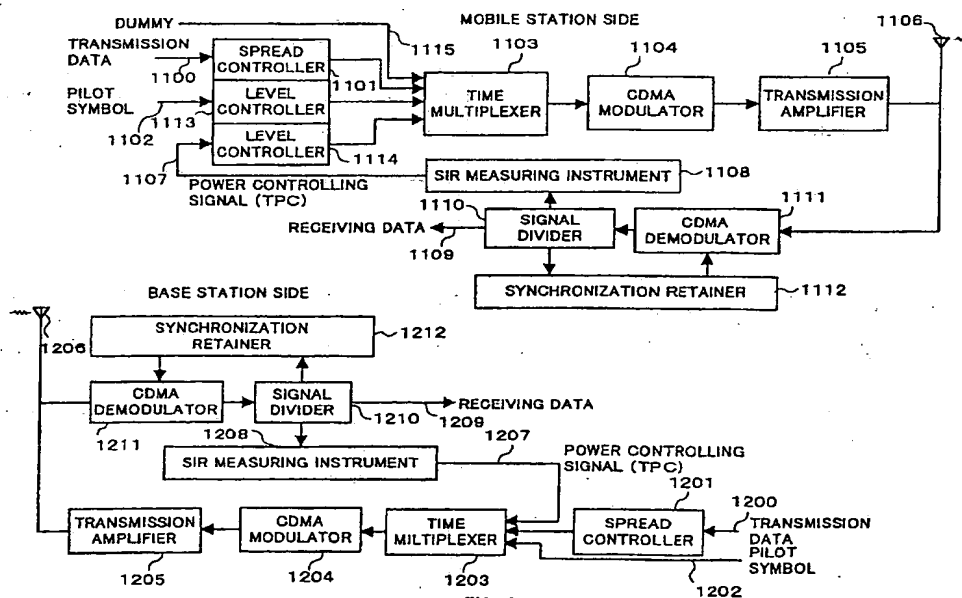 MOBILE STATION SIDE
DUMMY
1115
1103
1104
1105
1106
TRANSMISSION
DATA
1100
SPREAD
CONTROLLER
1101
PILOT
SYMBOL
1102
1113
LEVEL
CONTROLLER
LEVEL
CONTROLLER
1114
1107
TIME
MULTIPLEXER
CDMA
MODULATOR
TRANSMISSION
AMPLIFIER
POWER CONTROLLING
SIGNAL (TPC)
SIR MEASURING INSTRUMENT
1108
1110
RECEIVING DATA
1109
SIGNAL
DIVIDER
CDMA
DEMODULATOR
1111
SYNCHRONIZATION RETAINER
1112
BASE STATION SIDE
1206
SYNCHRONIZATION
RETAINER
1212
CDMA
DEMODULATOR
1211
SIGNAL
DIVIDER
1210
1209
RECEIVING DATA
1208
SIR MEASURING INSTRUMENT
1207
POWER CONTROLLING
SIGNAL (TPC)
1201
1200
TRANSMISSION
AMPLIFIER
1205
CDMA
MODULATOR
1204
TIME
MILTIPLEXER
1203
SPREAD
CONTROLLER
TRANSMISSION
DATA
PILOT
SYMBOL
1202